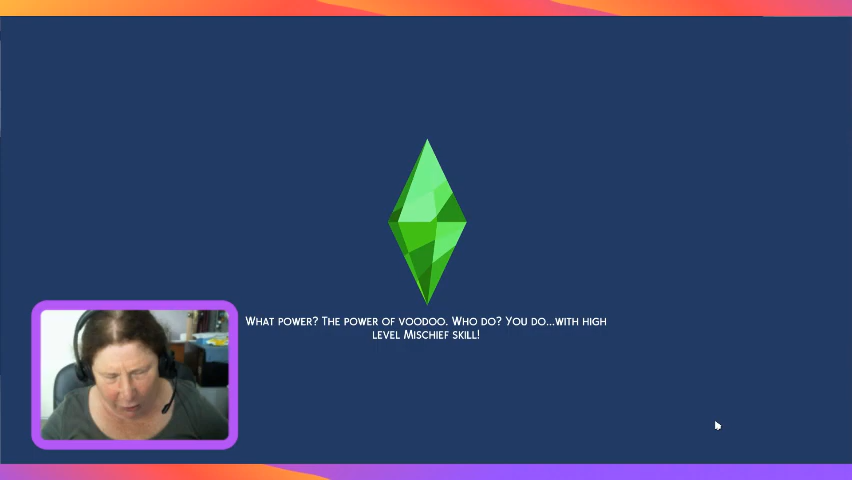 What power? The power of voodoo. Who do? You do...with high
level Mischief skill!